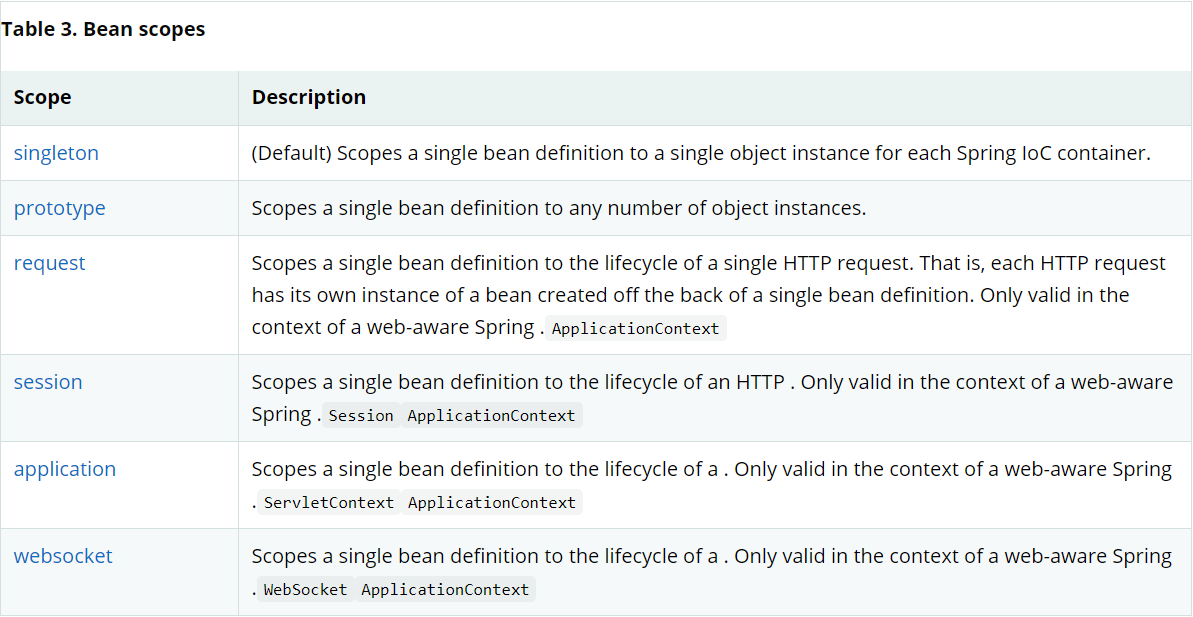 Table 3. Bean scopes
Scope Description
singleton (Default) Scopes a single bean definition to a single object instance for each Spring IoC container.
prototype Scopes a single bean definition to any number of object instances.
request Scopes a single bean definition to the lifecycle of a single HTTP request. That is, each HTTP request
has its own instance of a bean created off the back of a single bean definition. Only valid in the
context of a web-aware Spring . ApplicationContext
session Scopes a single bean definition to the lifecycle of an HTTP . Only valid in the context of a web-aware
Spring . Session ApplicationContext
application Scopes a single bean definition to the lifecycle of a . Only valid in the context of a web-aware Spring
. ServletContext ApplicationContext
websocket Scopes a single bean definition to the lifecycle of a . Only valid in the context of a web-aware Spring
. WebSocket ApplicationContext